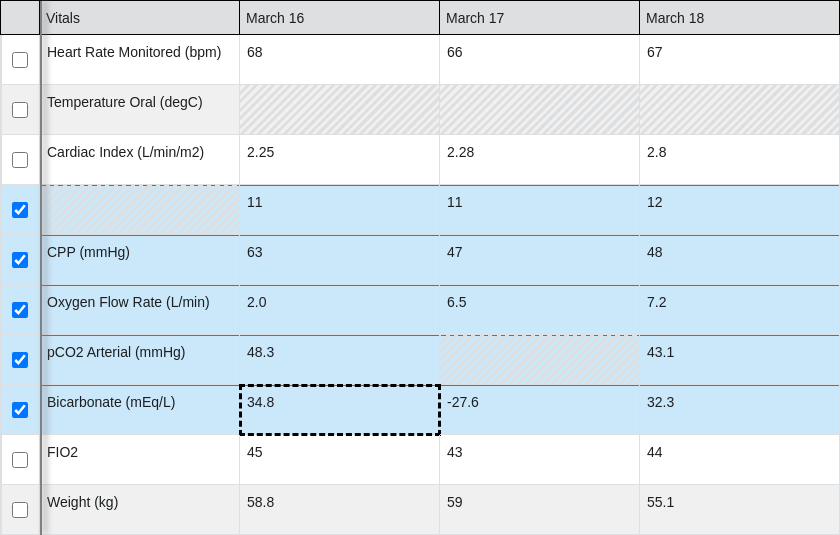 Vitals March 16 March 17 March 18
Heart Rate Monitored (bpm) 68 66 67
Temperature Oral (degC)
Cardiac Index (L/min/m2) 2.25 2.28 2.8
11 11 12
CPP (mmHg) 63 47 48
Oxygen Flow Rate (L/min) 2.0 6.5 7.2
pCO2 Arterial (mmHg) 48.3 43.1
Bicarbonate (mEq/L) 34.8 -27.6 32.3
FIO2 45 43 44
Weight (kg) 58.8 59 55.1